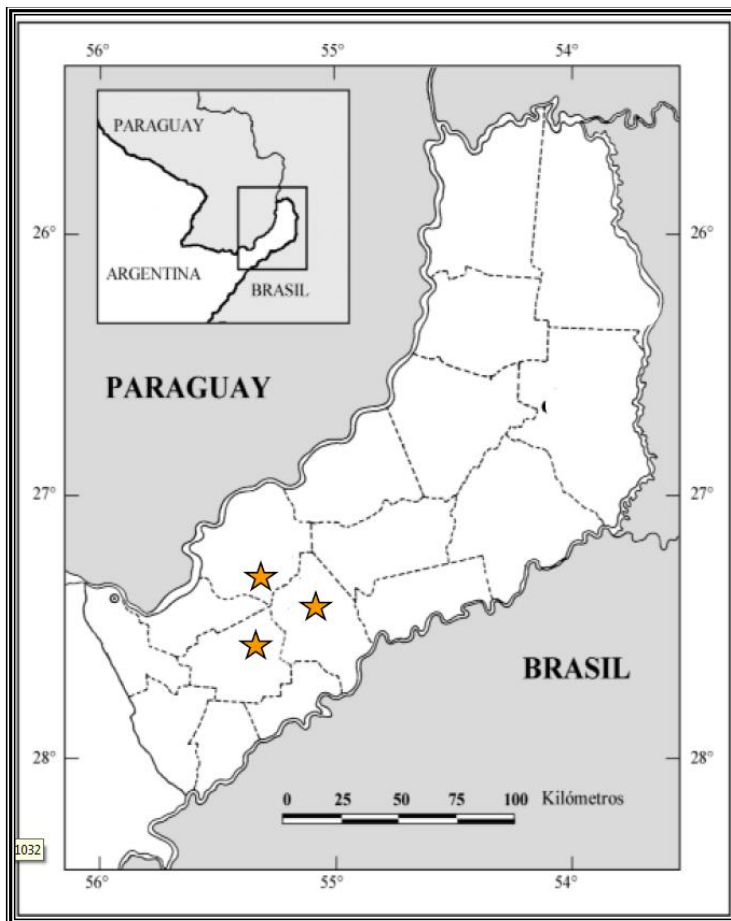 56° 55° 54°
PARAGUAY
ARGENTINA
BRASIL
26° 26°
PARAGUAY
27° 27°
BRASIL
28° 28°
0 25 50 75 100 Kilómetros
1032
56° 55° 54°